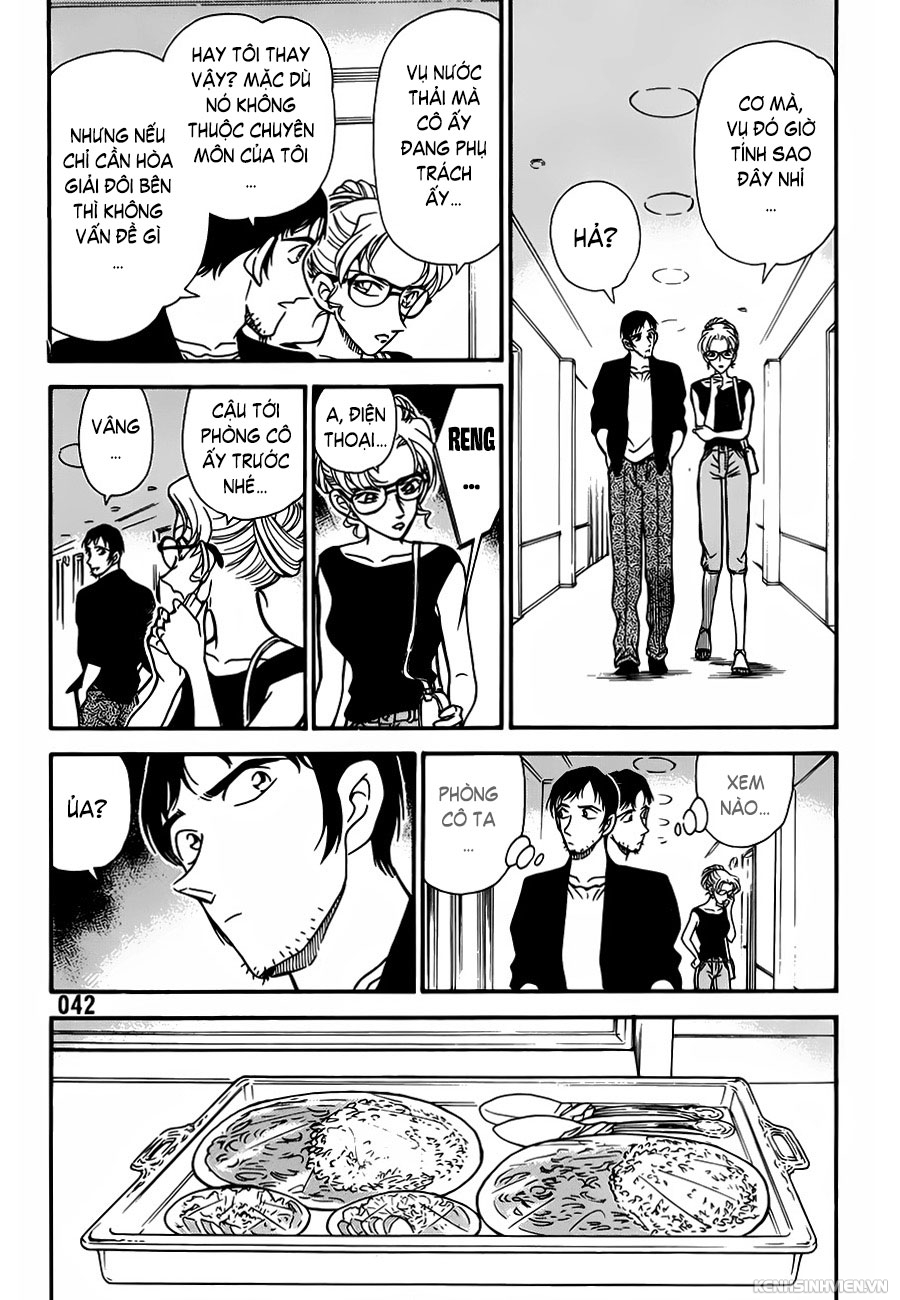 CƠ MÀ,
VỤ ĐÓ GIỜ
TÍNH SAO
ĐÂY NHỈ
...
HẢ?
VỤ NƯỚC
THẢI MÀ
CÔ ẤY
ĐANG PHỤ
TRÁCH
ẤY...
HAY TÔI THAY
VẬY? MẶC DÙ
NÓ KHÔNG
THUỘC CHUYÊN
MÔN CỦA TÔI
...
NHƯNG NẾU
CHỈ CẦN HÒA
GIẢI ĐÔI BÊN
THÌ KHÔNG
VẤN ĐỀ GÌ
...
RENG
...
A, ĐIỆN
THOẠI...
CẬU TỚI
PHÒNG CÔ
ẤY TRƯỚC
NHÉ...
VÂNG
...
XEM
NÀO...
PHÒNG
CÔ TA
...
ỦA?
042
KENHSINHVIEN.VN